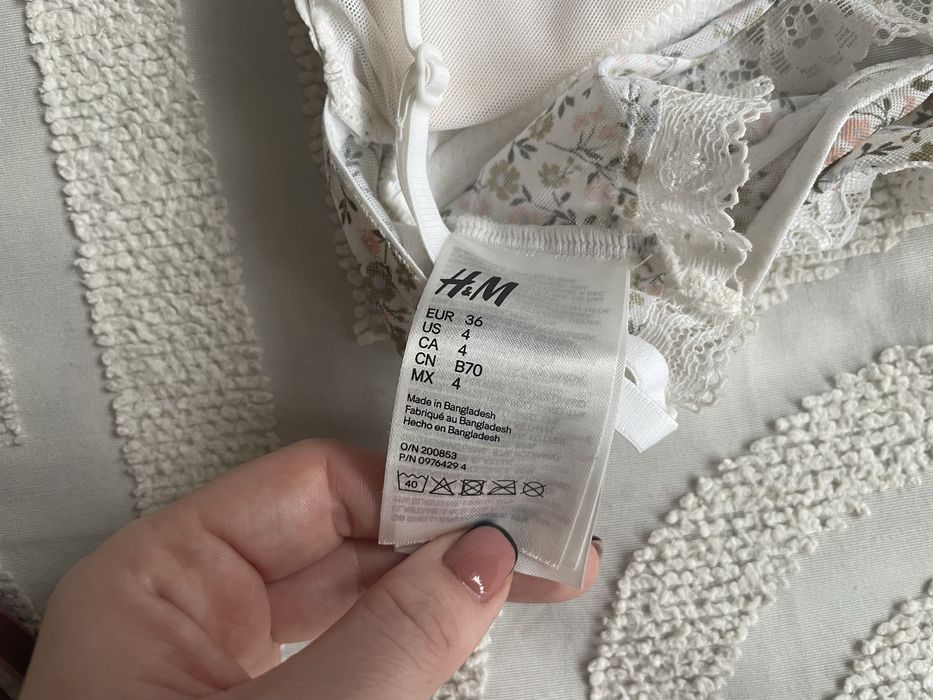 H&M
EUR 36
US 4
CA 4
CN B70
MX 4
Made in Bangladesh
Fabriqué au Bangladesh
Hecho en Bangladesh
O/N 200853
P/N 0976429 4
40